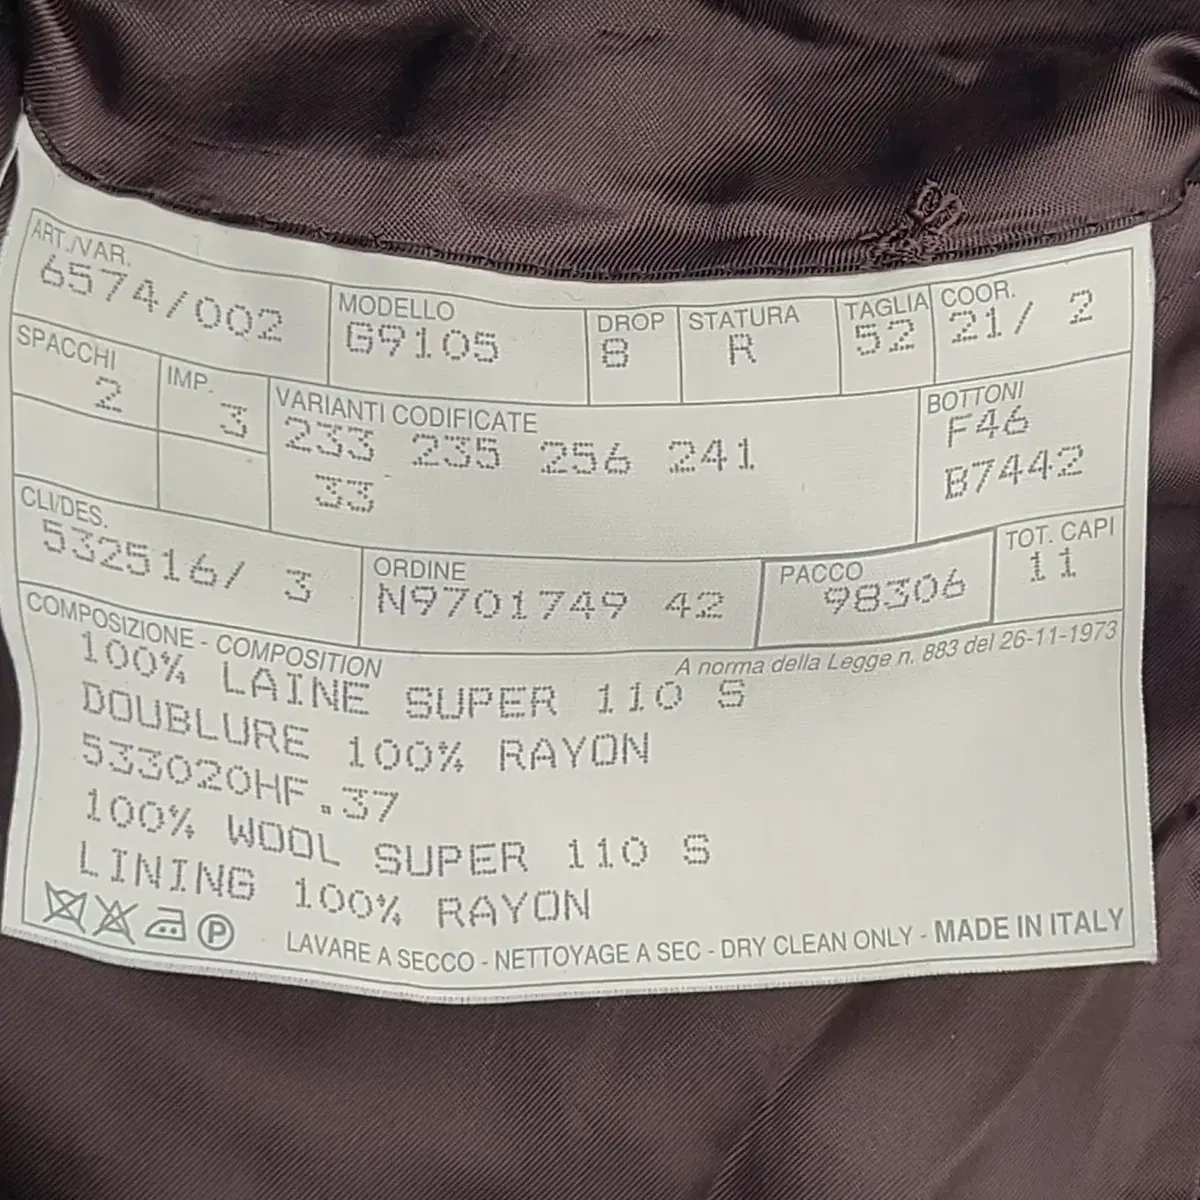 ART./VAR.
6574/002
MODELLO
G9105
DROP
8
STATURA
R
TAGLIA
52
COOR.
21/ 2
SPACCHI
2
IMP.
3
VARIANTI CODIFICATE
233 235 256 241
33
BOTTONI
F46
B7442
CLI/DES.
532516/ 3
ORDINE
N9701749 42
PACCO
98306
TOT. CAPI
11
COMPOSIZIONE - COMPOSITION
A norma della Legge n. 883 del 26-11-1973
100% LAINE SUPER 110 S
DOUBLURE 100% RAYON
533020HF.37
100% WOOL SUPER 110 S
LINING 100% RAYON
P
LAVARE A SECCO - NETTOYAGE A SEC - DRY CLEAN ONLY - MADE IN ITALY